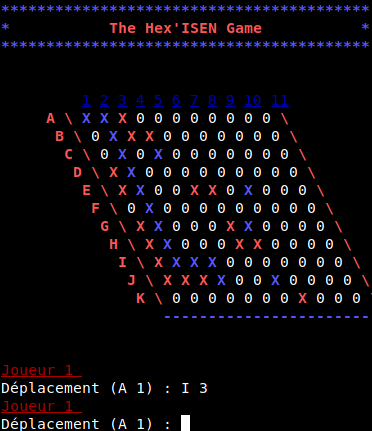 *****************************************
* The Hex'ISEN Game *
*****************************************
1 2 3 4 5 6 7 8 9 10 11
A \ X X X 0 0 0 0 0 0 0 0 \
B \ 0 X X X 0 0 0 0 0 0 0 \
C \ 0 X 0 X 0 0 0 0 0 0 0 \
D \ X X 0 0 0 0 0 0 0 0 0 \
E \ X X 0 0 X X 0 X 0 0 0 \
F \ 0 X 0 0 0 0 0 0 0 0 0 \
G \ X X 0 0 0 X X 0 0 0 0 \
H \ X X 0 0 0 X X 0 0 0 0 \
I \ X X X X 0 0 0 0 0 0 0 \
J \ X X X X 0 0 X 0 0 0 0 \
K \ 0 0 0 0 0 0 0 X 0 0 0 \
-----------------------
Joueur 1
Déplacement (A 1) : I 3
Joueur 1
Déplacement (A 1) :